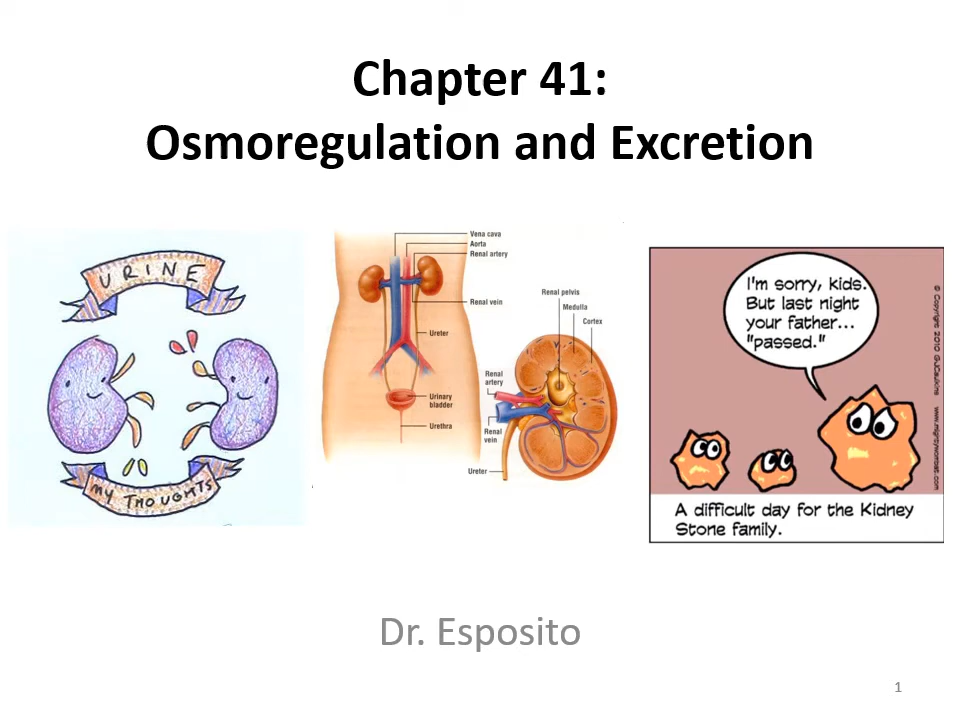 Chapter 41:
Osmoregulation and Excretion
URINE
MY THOUGHTS
Vena cava
Aorta
Renal artery
Renal vein
Ureter
Urinary
bladder
Urethra
Renal pelvis
Medulla
Cortex
Renal
artery
Renal
vein
Ureter
I'm sorry, kids.
But last night
your father...
"passed."
A difficult day for the Kidney
Stone family.
Dr. Esposito
1